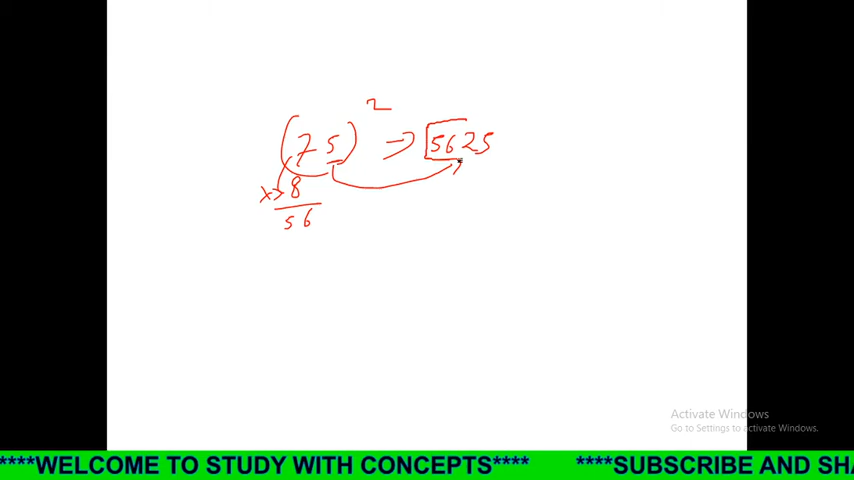 (75)² ⇒ 5625
x 8
56
Activate Windows
Go to Settings to activate Windows.
****WELCOME TO STUDY WITH CONCEPTS**** ****SUBSCRIBE AND SHA